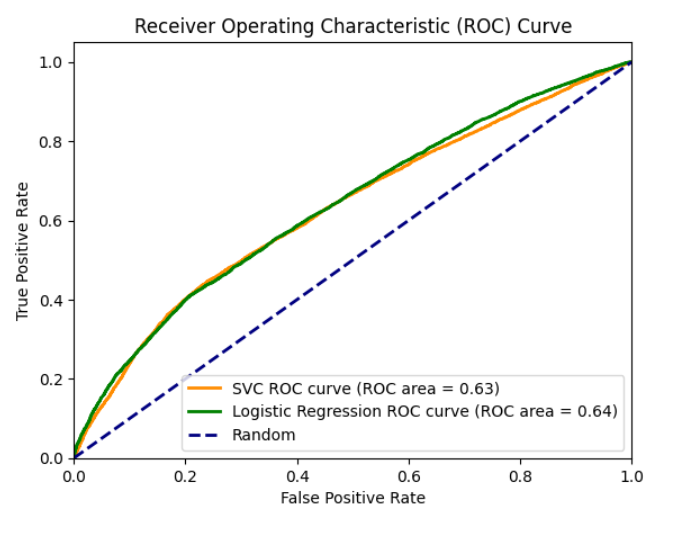 Receiver Operating Characteristic (ROC) Curve
True Positive Rate
1.0
0.8
0.6
0.4
0.2
0.0
SVC ROC curve (ROC area = 0.63)
Logistic Regression ROC curve (ROC area = 0.64)
Random
0.0 0.2 0.4 0.6 0.8 1.0
False Positive Rate